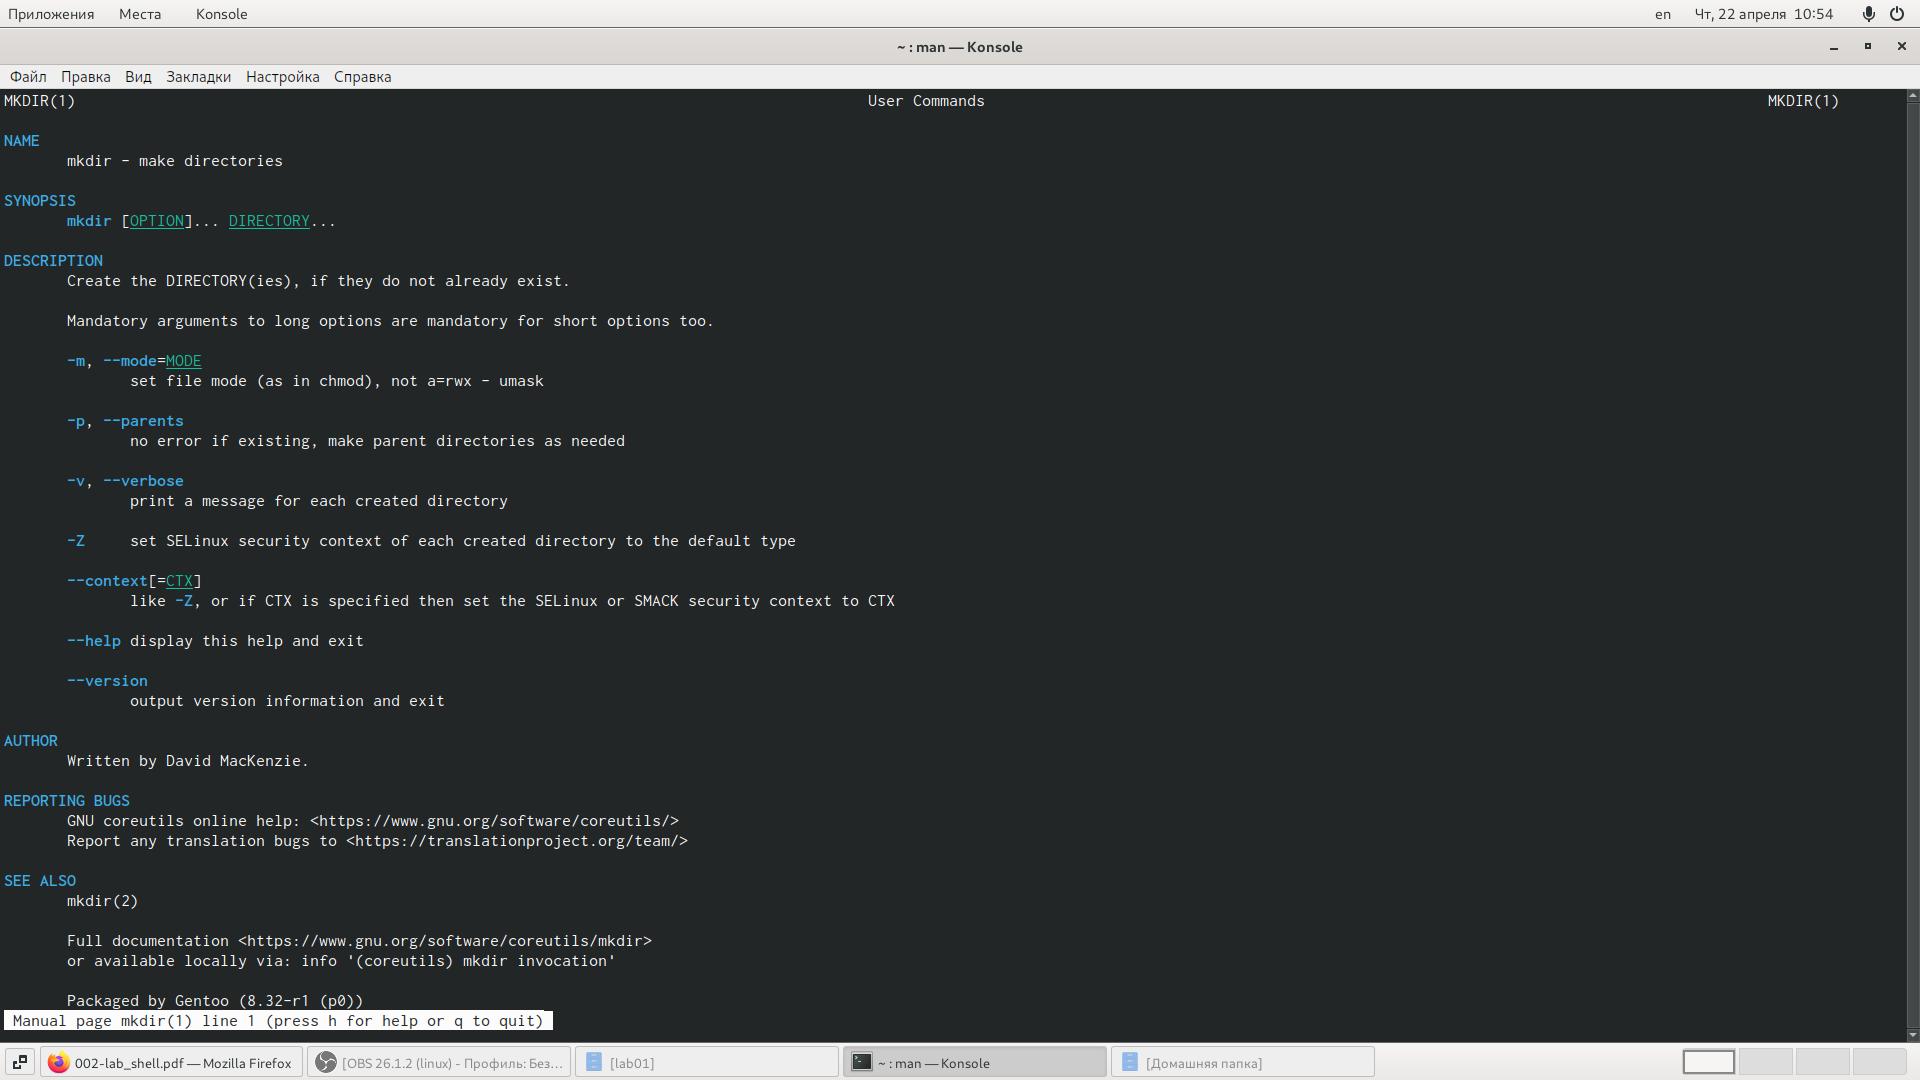 Приложения Места Konsole en Чт, 22 апреля 10:54
~ : man — Konsole
Файл Правка Вид Закладки Настройка Справка
MKDIR(1) User Commands MKDIR(1)
NAME
mkdir - make directories
SYNOPSIS
mkdir [OPTION]... DIRECTORY...
DESCRIPTION
Create the DIRECTORY(ies), if they do not already exist.
Mandatory arguments to long options are mandatory for short options too.
-m, --mode=MODE
set file mode (as in chmod), not a=rwx - umask
-p, --parents
no error if existing, make parent directories as needed
-v, --verbose
print a message for each created directory
-Z set SELinux security context of each created directory to the default type
--context[=CTX]
like -Z, or if CTX is specified then set the SELinux or SMACK security context to CTX
--help display this help and exit
--version
output version information and exit
AUTHOR
Written by David MacKenzie.
REPORTING BUGS
GNU coreutils online help: <https://www.gnu.org/software/coreutils/>
Report any translation bugs to <https://translationproject.org/team/>
SEE ALSO
mkdir(2)
Full documentation <https://www.gnu.org/software/coreutils/mkdir>
or available locally via: info '(coreutils) mkdir invocation'
Packaged by Gentoo (8.32-r1 (p0))
Manual page mkdir(1) line 1 (press h for help or q to quit)
002-lab_shell.pdf — Mozilla Firefox [OBS 26.1.2 (linux) - Профиль: Без… [lab01] ~ : man — Konsole [Домашняя папка]